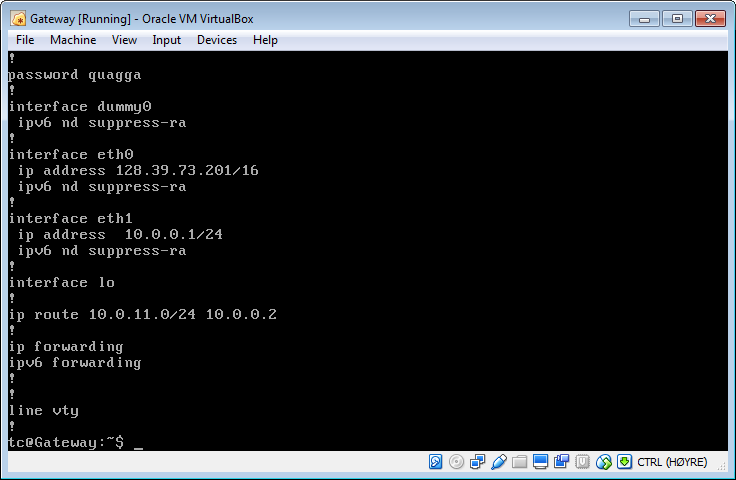 Gateway [Running] - Oracle VM VirtualBox
File Machine View Input Devices Help
!
password quagga
!
interface dummy0
 ipv6 nd suppress-ra
!
interface eth0
 ip address 128.39.73.201/16
 ipv6 nd suppress-ra
!
interface eth1
 ip address  10.0.0.1/24
 ipv6 nd suppress-ra
!
interface lo
!
ip route 10.0.11.0/24 10.0.0.2
!
ip forwarding
ipv6 forwarding
!
!
line vty
!
tc@Gateway:~$ _
CTRL (HØYRE)